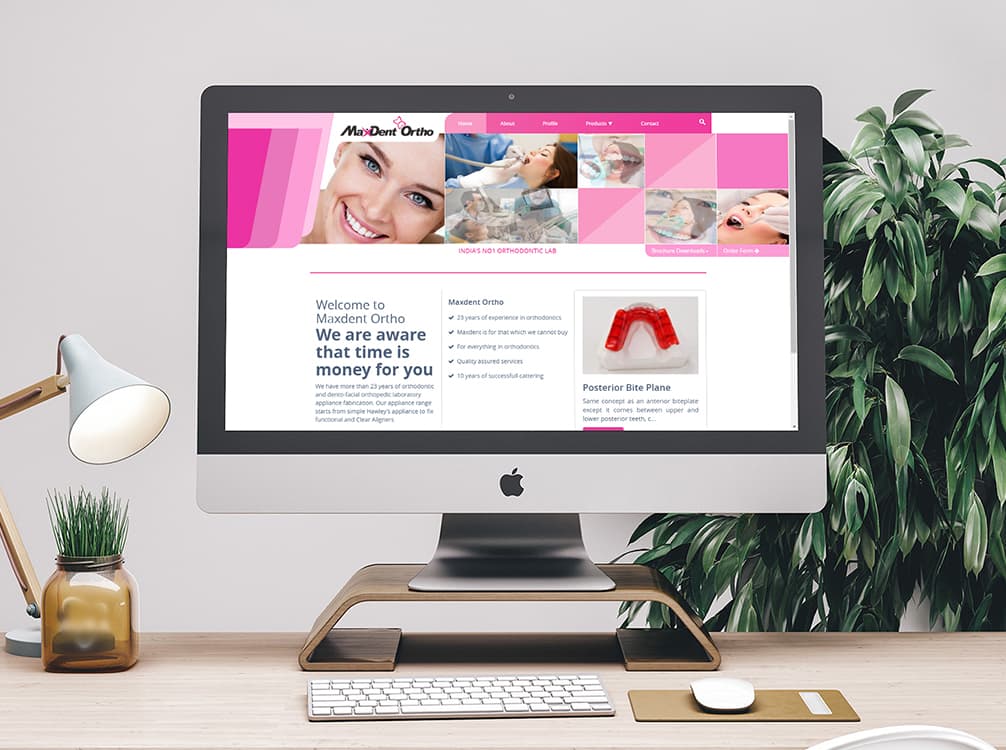 MaxDent Ortho
Home About Profile Products ▼ Contact
INDIA'S NO1 ORTHODONTIC LAB
Brochure Downloads
Order Form
Welcome to
Maxdent Ortho
We are aware
that time is
money for you
We have more than 23 years of orthodontic
and dento-facial orthopedic laboratory
appliance fabrication. Our appliance range
starts from simple Hawley's appliance to fix
functional and Clear Aligners
Maxdent Ortho
23 years of experience in orthodontics
Maxdent is for that which we cannot buy
For everything in orthodontics
Quality assured services
10 years of successfull cattering
Posterior Bite Plane
Same concept as an anterior biteplate
except it comes between upper and
lower posterior teeth, c...